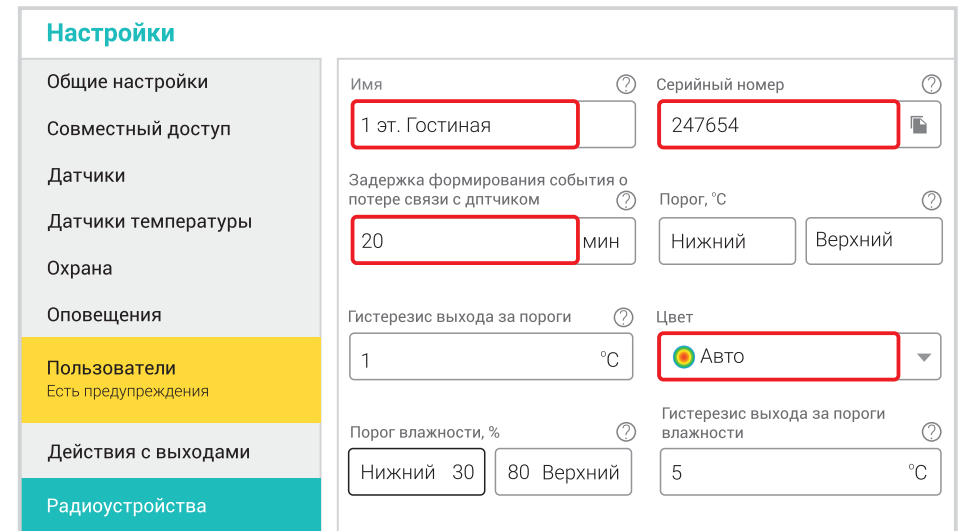 Настройки
Общие настройки
Совместный доступ
Датчики
Датчики температуры
Охрана
Оповещения
Пользователи
Есть предупреждения
Действия с выходами
Радиоустройства
Имя ?
1 эт. Гостиная
Серийный номер ?
247654
Задержка формирования события о
потере связи с дптчиком ?
20 мин
Порог, °C ?
Нижний Верхний
Гистерезис выхода за пороги ?
1 °C
Цвет
Авто
Порог влажности, % ?
Нижний 30 80 Верхний
Гистерезис выхода за пороги
влажности ?
5 °C